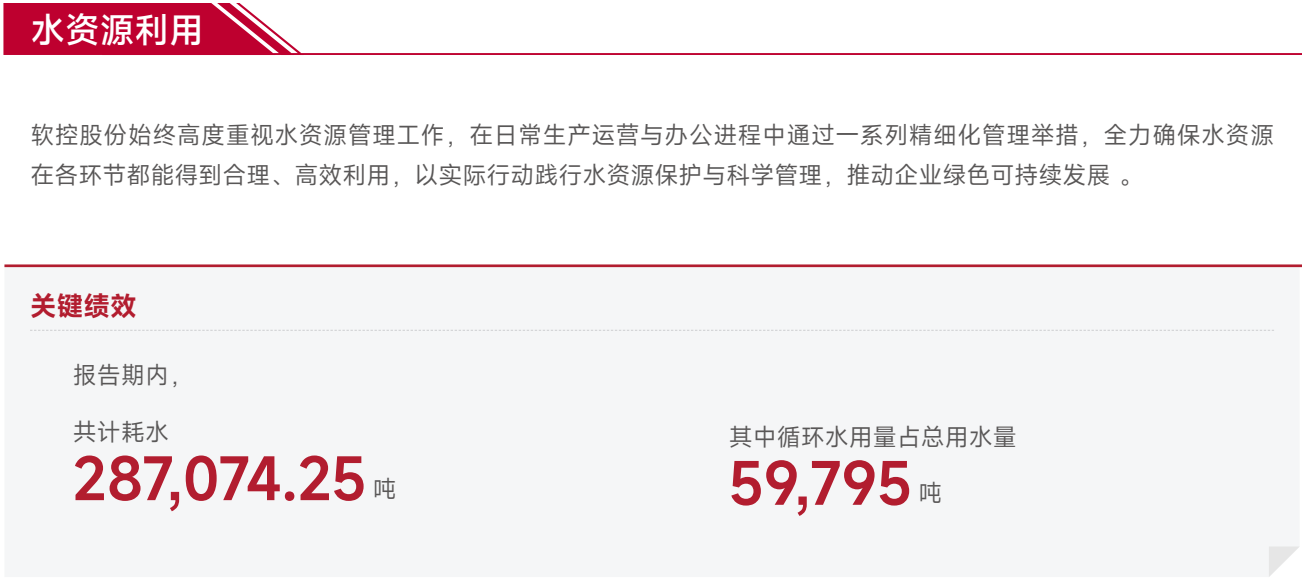 水资源利用
软控股份始终高度重视水资源管理工作，在日常生产运营与办公进程中通过一系列精细化管理举措，全力确保水资源
在各环节都能得到合理、高效利用，以实际行动践行水资源保护与科学管理，推动企业绿色可持续发展 。
关键绩效
报告期内，
共计耗水
287,074.25 吨
其中循环水用量占总用水量
59,795 吨